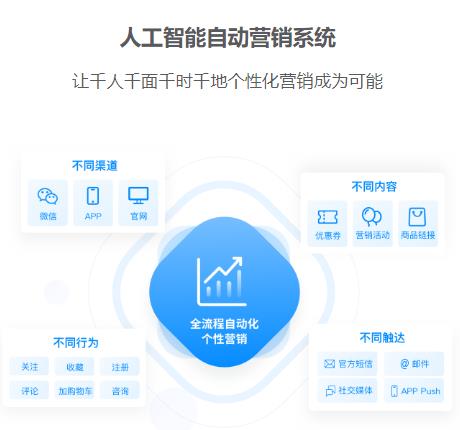 人工智能自动营销系统
让千人千面千时千地个性化营销成为可能
不同渠道
微信 APP 官网
不同内容
优惠券 营销活动 商品链接
全流程自动化
个性营销
不同行为
关注 收藏 注册
评论 加购物车 咨询
不同触达
官方短信 @邮件
社交媒体 APP Push